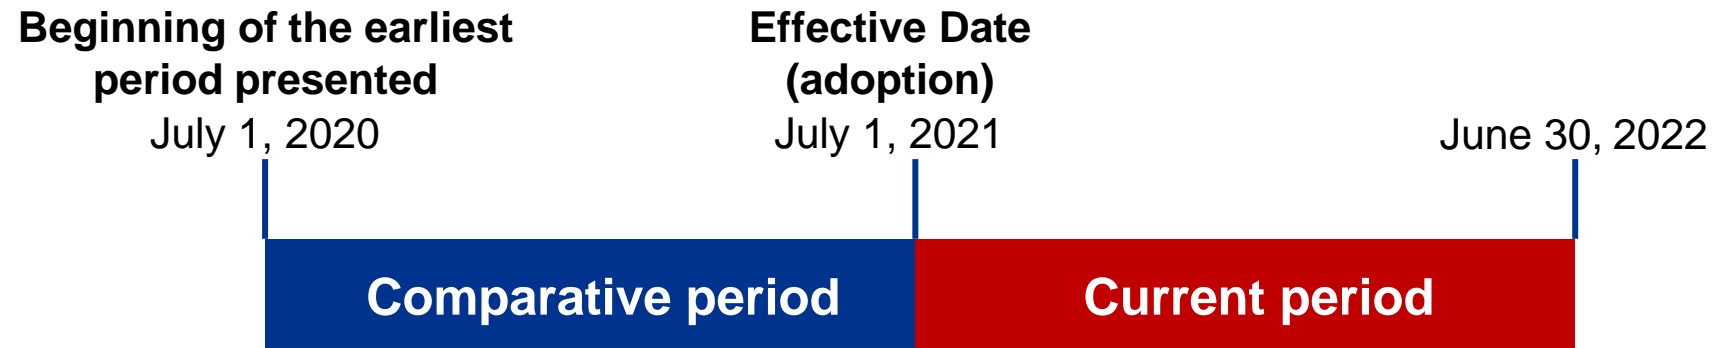 Beginning of the earliest
period presented
July 1, 2020
Effective Date
(adoption)
July 1, 2021
June 30, 2022
Comparative period
Current period